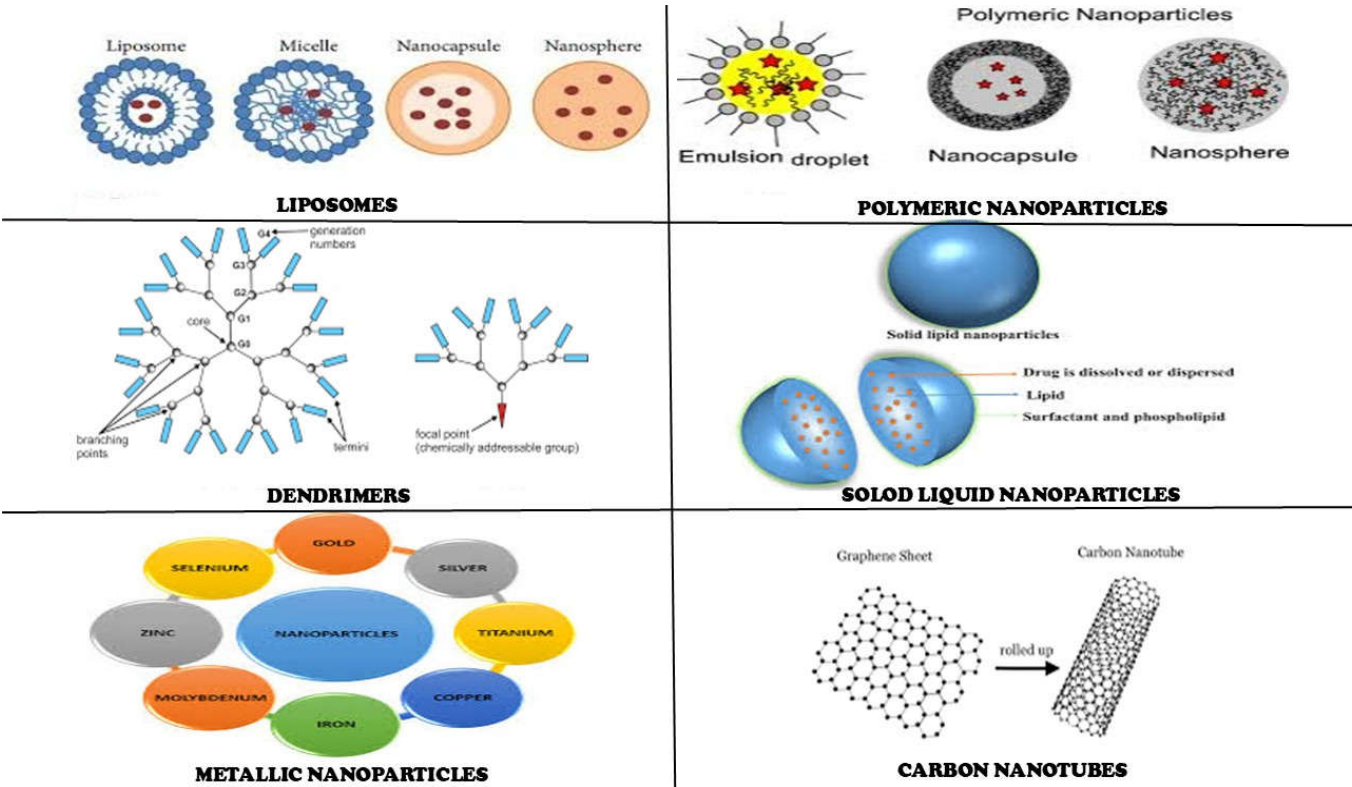 Liposome Micelle Nanocapsule Nanosphere
LIPOSOMES
Polymeric Nanoparticles
Emulsion droplet Nanocapsule Nanosphere
POLYMERIC NANOPARTICLES
G4 generation
numbers
G3
G2
G1
core
G0
branching
points
termini
focal point
(chemically addressable group)
DENDRIMERS
Solid lipid nanoparticles
Drug is dissolved or dispersed
Lipid
Surfactant and phospholipid
SOLOD LIQUID NANOPARTICLES
GOLD
SELENIUM SILVER
ZINC NANOPARTICLES TITANIUM
MOLYBDENUM COPPER
IRON
METALLIC NANOPARTICLES
Graphene Sheet Carbon Nanotube
rolled up
CARBON NANOTUBES